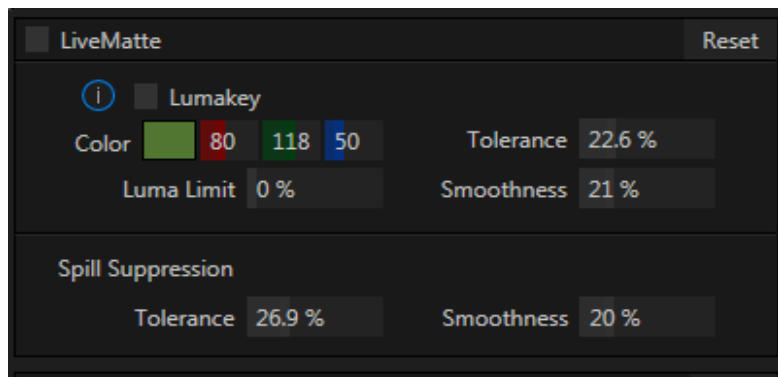 LiveMatte Reset
i Lumakey
Color 80 118 50 Tolerance 22.6 %
Luma Limit 0 % Smoothness 21 %
Spill Suppression
Tolerance 26.9 % Smoothness 20 %